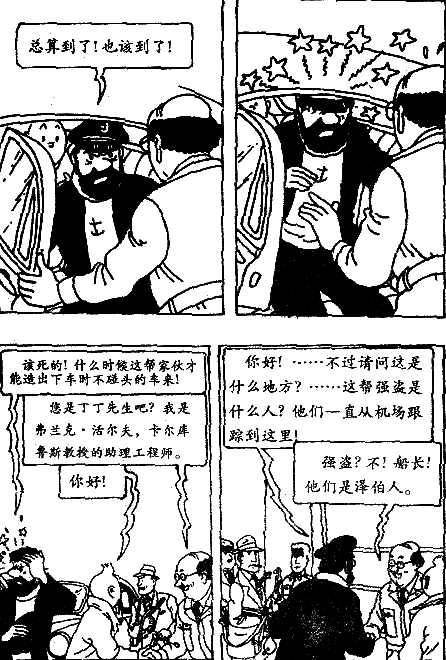 总算到了！也该到了！
该死的！什么时候这帮家伙才
能造出下车时不碰头的车来！
您是丁丁先生吧？我是
弗兰克·活尔夫，卡尔库
鲁斯教授的助理工程师。
你好！
你好！……不过请问这是
什么地方？……这帮强盗是
什么人？他们一直从机场跟
踪到这里！
强盗？不！船长！
他们是泽伯人。